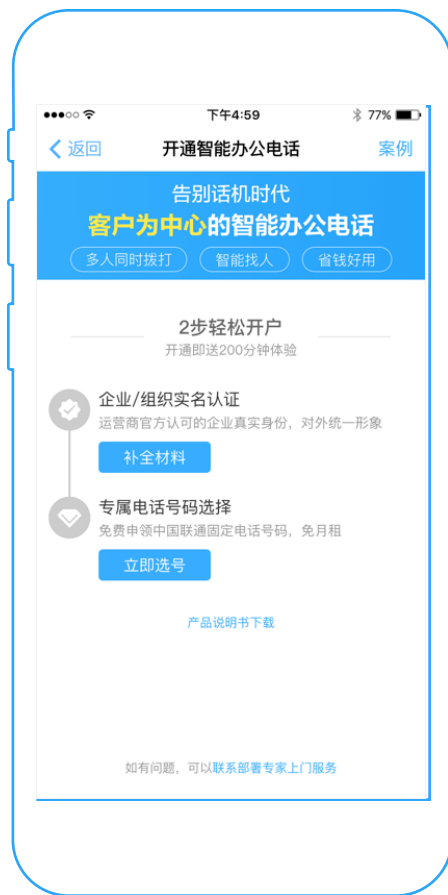 下午4:59
77%
返回
开通智能办公电话
案例
告别话机时代
客户为中心的智能办公电话
多人同时拨打
智能找人
省钱好用
2步轻松开户
开通即送200分钟体验
企业/组织实名认证
运营商官方认可的企业真实身份，对外统一形象
补全材料
专属电话号码选择
免费申领中国联通固定电话号码，免月租
立即选号
产品说明书下载
如有问题，可以联系部署专家上门服务